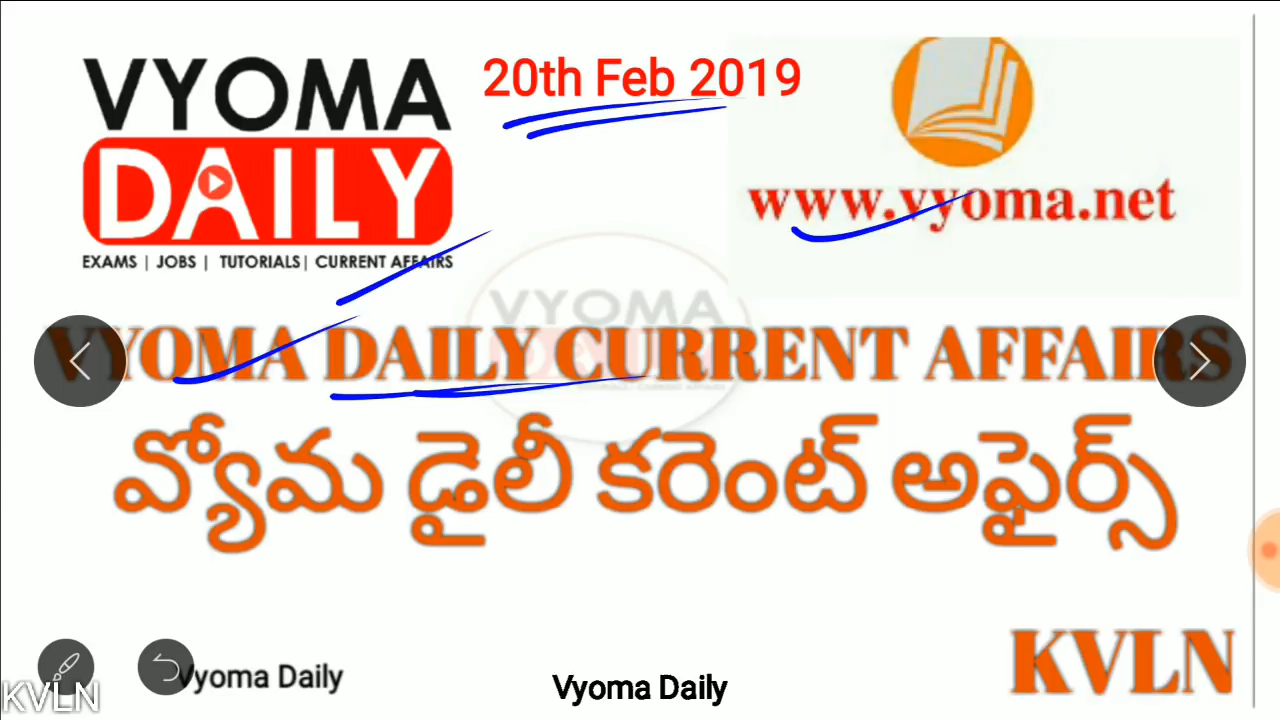 VYOMA
DAILY
EXAMS | JOBS | TUTORIALS | CURRENT AFFAIRS
20th Feb 2019
www.vyoma.net
VYOMA
VYOMA DAILY CURRENT AFFAIRS
వ్యోమ డైలీ కరెంట్ అఫైర్స్
KVLN
Vyoma Daily
Vyoma Daily
KVLN